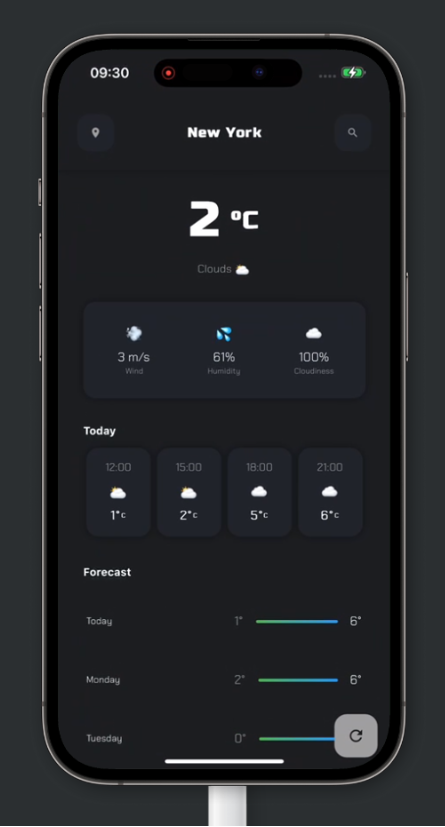 09:30
New York
2 °C
Clouds
3 m/s 61% 100%
Wind Humidity Cloudiness
Today
12:00 15:00 18:00 21:00
1°c 2°c 5°c 6°c
Forecast
Today 1° 6°
Monday 2° 6°
Tuesday 0°